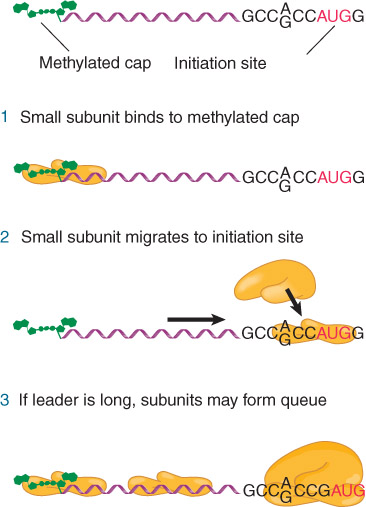 GCCACCAUGG
G
Methylated cap Initiation site
1 Small subunit binds to methylated cap
GCCACCAUGG
G
2 Small subunit migrates to initiation site
GCCACCAUGG
G
3 If leader is long, subunits may form queue
GCCACCGAUG
G